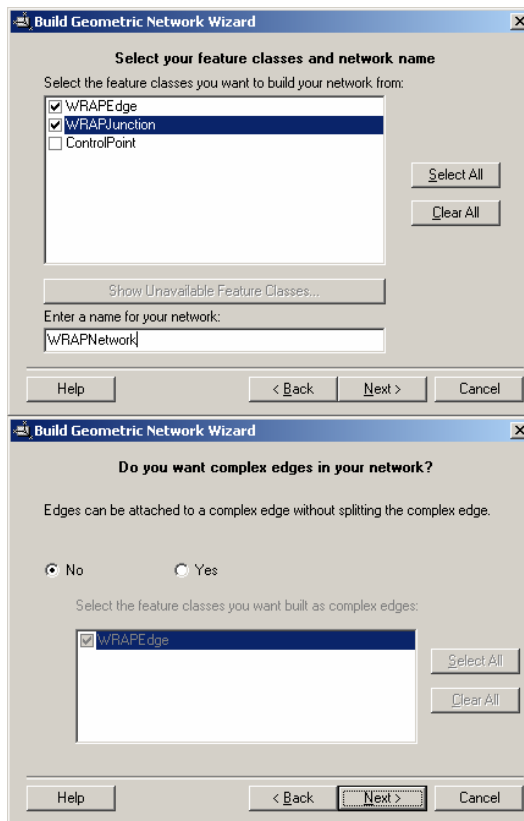 Build Geometric Network Wizard
Select your feature classes and network name
Select the feature classes you want to build your network from:
WRAPEdge
WRAPJunction
ControlPoint
Select All
Clear All
Show Unavailable Feature Classes...
Enter a name for your network:
WRAPNetwork
Help
< Back
Next >
Cancel
Build Geometric Network Wizard
Do you want complex edges in your network?
Edges can be attached to a complex edge without splitting the complex edge.
No
Yes
Select the feature classes you want built as complex edges:
WRAPEdge
Select All
Clear All
Help
< Back
Next >
Cancel